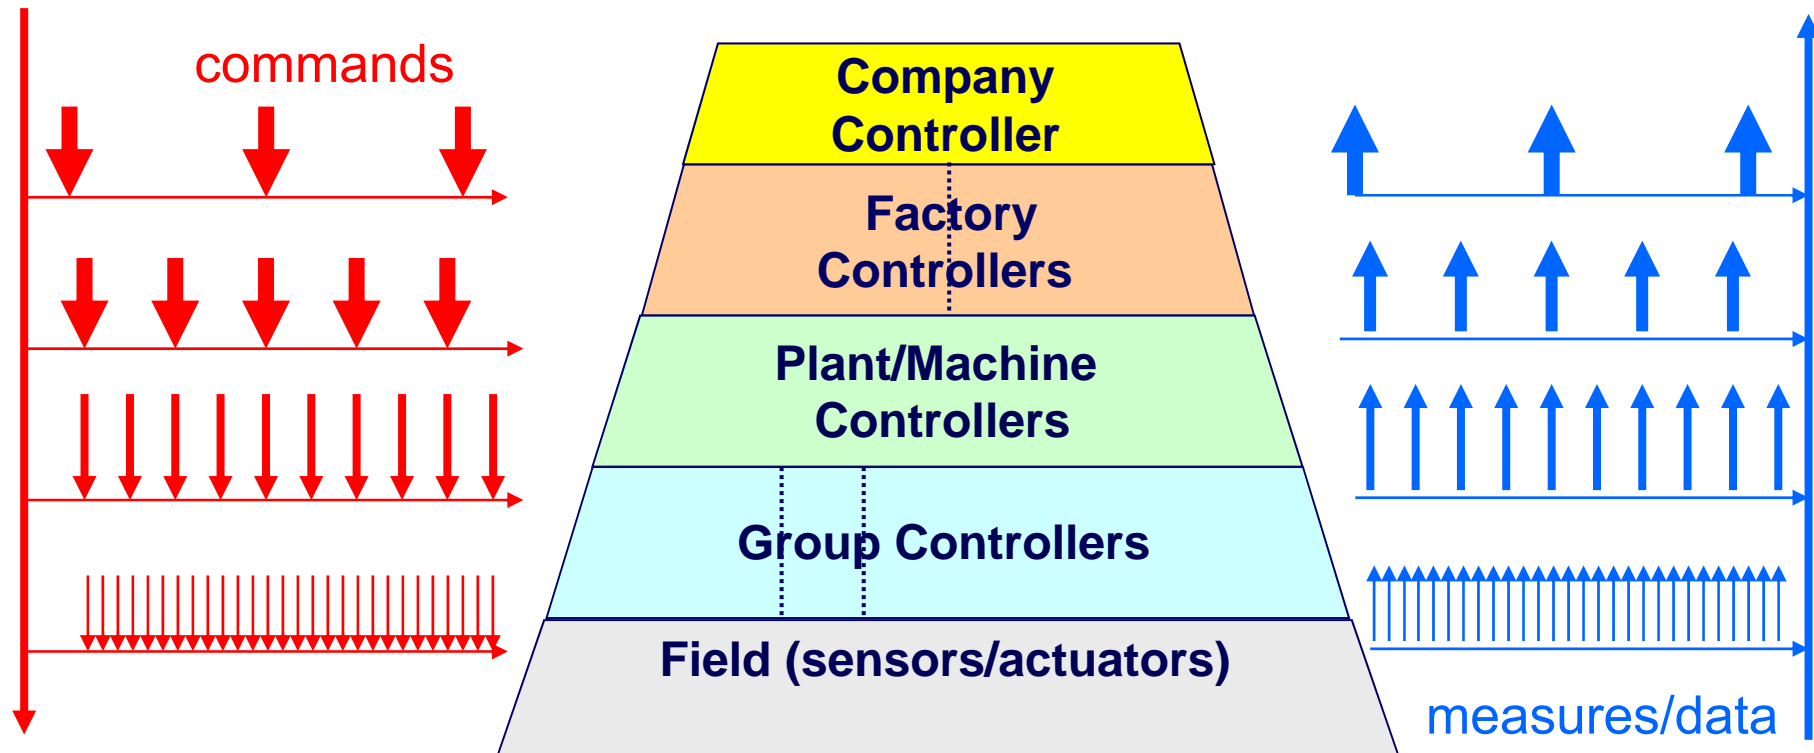 commands
Company
Controller
Factory
Controllers
Plant/Machine
Controllers
Group Controllers
Field (sensors/actuators)
measures/data